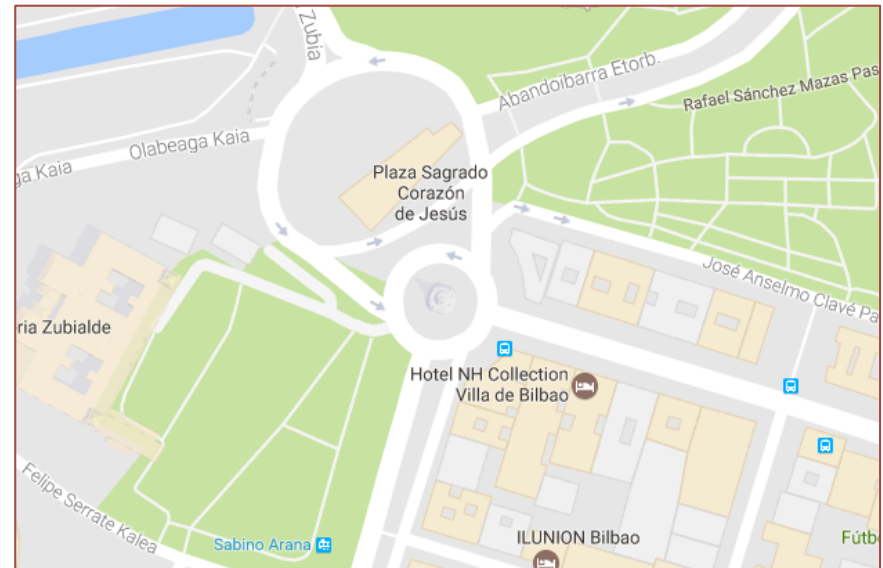 Zubia
Abandoibarra Etorb.
Rafael Sánchez Mazas Pas
Olabeaga Kaia
ga Kaia
Plaza Sagrado
Corazón
de Jesús
José Anselmo Clavé Pa
ria Zubialde
Hotel NH Collection
Villa de Bilbao
Felipe Serrate Kalea
Sabino Arana
ILUNION Bilbao
Fútb